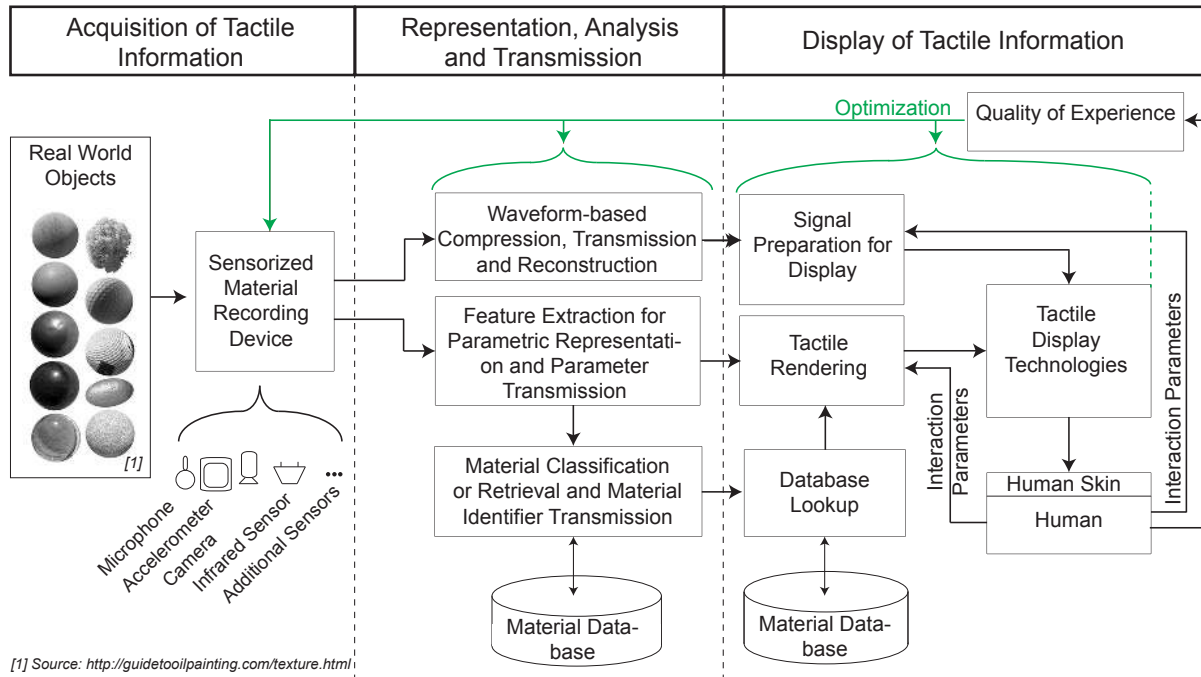 Acquisition of Tactile
Information
Representation, Analysis
and Transmission
Display of Tactile Information
Optimization
Quality of Experience
Real World
Objects
[1]
Sensorized
Material
Recording
Device
Microphone
Accelerometer
Camera
Infrared Sensor
Additional Sensors
Waveform-based
Compression, Transmission
and Reconstruction
Feature Extraction for
Parametric Representati-
on and Parameter
Transmission
Material Classification
or Retrieval and Material
Identifier Transmission
Material Data-
base
Signal
Preparation for
Display
Tactile
Rendering
Database
Lookup
Material Data-
base
Tactile
Display
Technologies
Interaction
Parameters
Interaction Parameters
Human Skin
Human
[1] Source: http://guidetooilpainting.com/texture.html